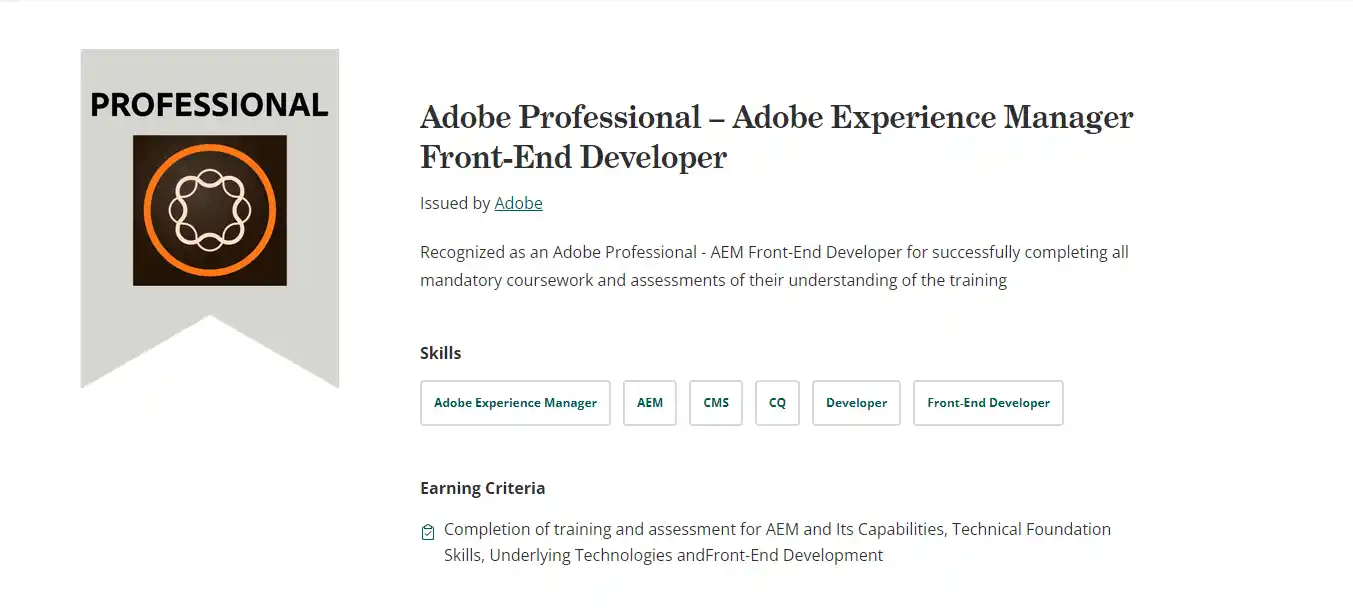 PROFESSIONAL
Adobe Professional – Adobe Experience Manager
Front-End Developer
Issued by Adobe
Recognized as an Adobe Professional - AEM Front-End Developer for successfully completing all
mandatory coursework and assessments of their understanding of the training
Skills
Adobe Experience Manager AEM CMS CQ Developer Front-End Developer
Earning Criteria
Completion of training and assessment for AEM and Its Capabilities, Technical Foundation
Skills, Underlying Technologies andFront-End Development